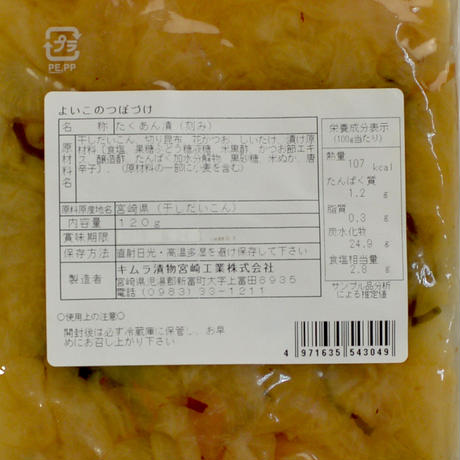 プラ
PE,PP
よいこのつぼづけ
名称 たくあん漬（刻み）
原材料名 干しだいこん、切り昆布 花かつお しいたけ、漬け原
材料［食塩 果糖ぶどう糖液糖 米黒酢 かつお節エキ
ス、醸造酢 たんぱく加水分解物 黒砂糖 米ぬか、唐
辛子］、（原材料の一部に小麦を含む）
原料原産地名 宮崎県（干しだいこん）
内容量 120g
賞味期限
保存方法 直射日光・高温多湿を避け保存して下さい
製造者 キムラ漬物宮崎工業株式会社
宮崎県児湯郡新富町大字上富田6935
電話（0983）33-1211
○使用上の注意○
開封後は必ず冷蔵庫に保管し、お早
めにお召し上がり下さい
栄養成分表示
（100g当たり）
熱量
107 kcal
たんぱく質
1.2 g
脂質
0.3 g
炭水化物
24.9 g
食塩相当量
2.8 g
サンプル品分析
による推定値
4 971635 543049